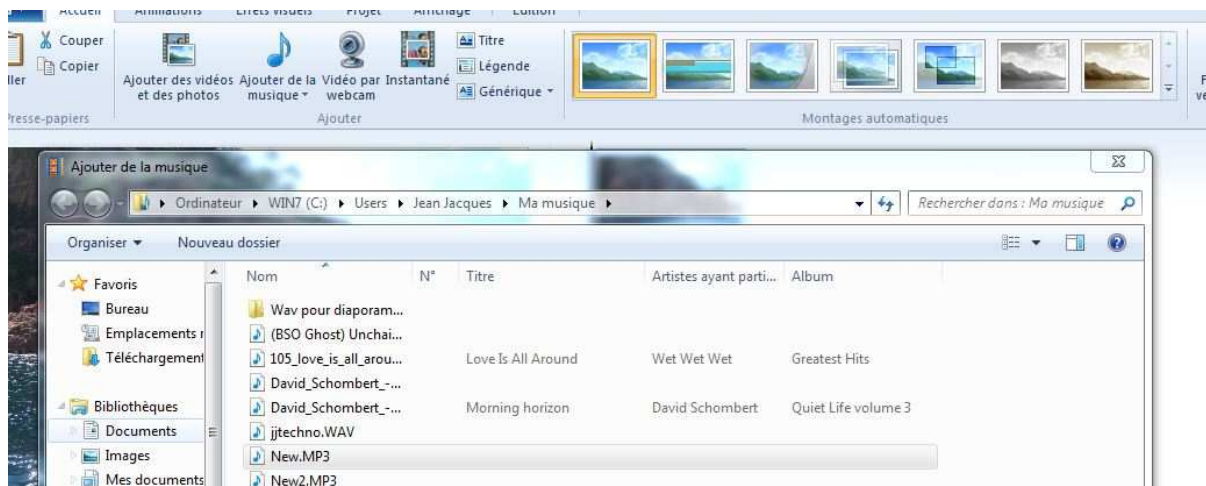 Accueil Animations Effets visuels Projet Affichage Edition
Couper
Copier
Ajouter des vidéos et des photos
Ajouter de la musique
Vidéo par webcam
Instantané
Titre
Légende
Générique
Ajouter
Montages automatiques
Ajouter de la musique
Ordinateur WIN7 (C:) Users Jean Jacques Ma musique
Rechercher dans : Ma musique
Organiser Nouveau dossier
Favoris
Bureau
Emplacements r
Téléchargement
Bibliothèques
Documents
Images
Mes documents
Nom N° Titre Artistes ayant parti... Album
Wav pour diaporam...
(BSO Ghost) Unchai...
105_love_is_all_arou... Love Is All Around Wet Wet Wet Greatest Hits
David_Schombert_-...
David_Schombert_-... Morning horizon David Schombert Quiet Life volume 3
jjtechno.WAV
New.MP3
New2.MP3